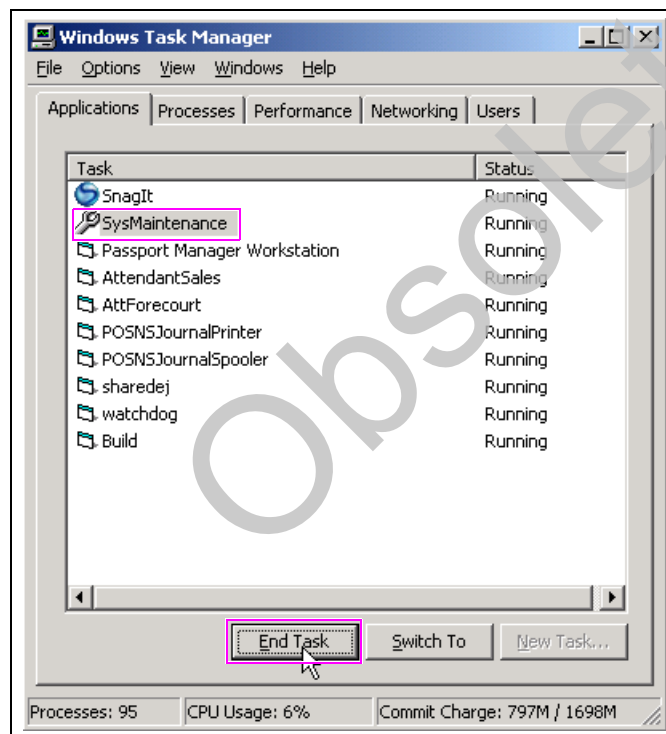 Windows Task Manager
File Options View Windows Help
Applications Processes Performance Networking Users
Task Status
SnagIt Running
SysMaintenance Running
Passport Manager Workstation Running
AttendantSales Running
AttForecourt Running
POSNSJournalPrinter Running
POSNSJournalSpooler Running
sharedej Running
watchdog Running
Build Running
End Task Switch To New Task...
Processes: 95 CPU Usage: 6% Commit Charge: 797M / 1698M
Obsolet